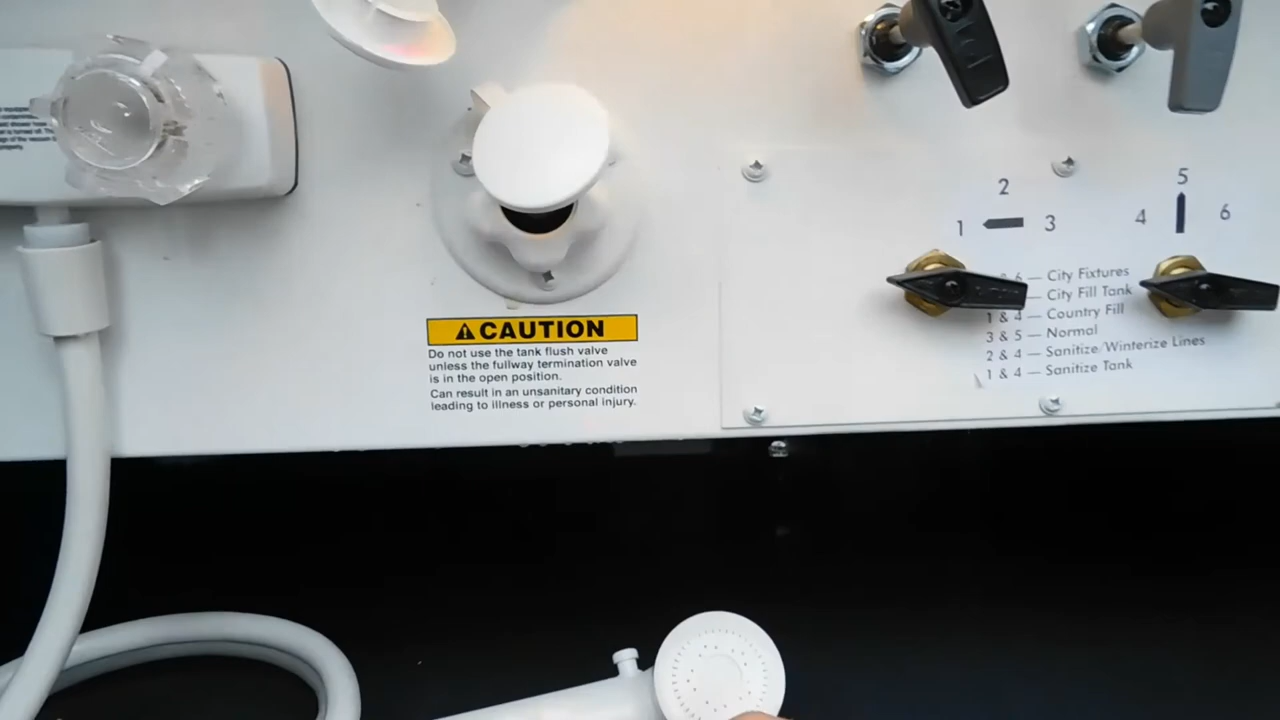 CAUTION
Do not use the tank flush valve
unless the fullway termination valve
is in the open position.
Can result in an unsanitary condition
leading to illness or personal injury.
2
1
3
5
4
6
6 — City Fixtures
— City Fill Tank
1 & 4 — Country Fill
3 & 5 — Normal
2 & 4 — Sanitize/Winterize Lines
1 & 4 — Sanitize Tank